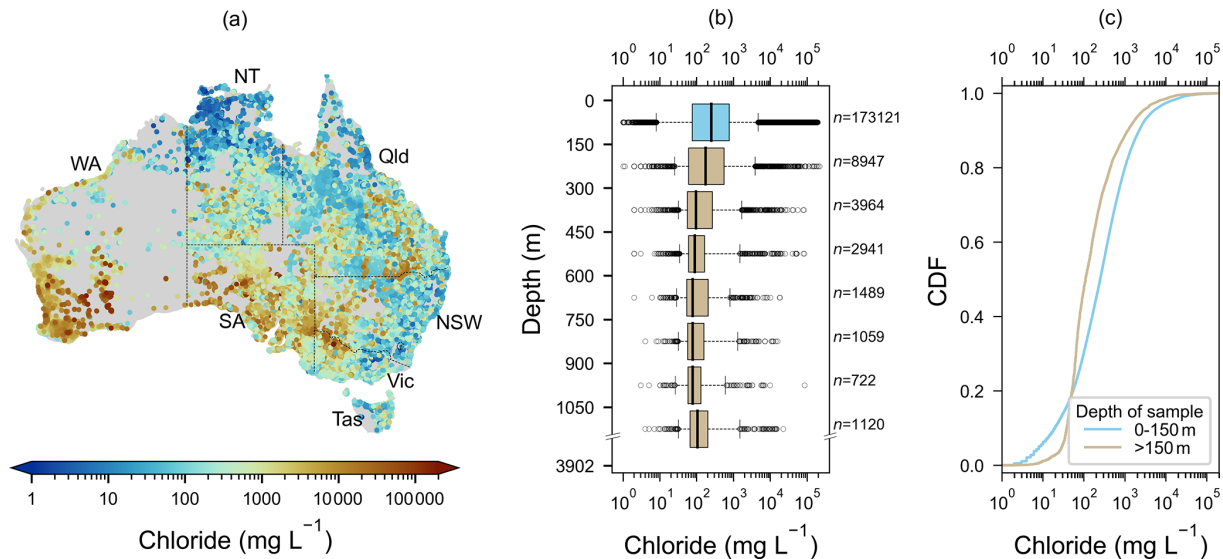 (a)
NT
WA
Qld
SA
NSW
Vic
Tas
1 10 100 1000 10000 100000
Chloride (mg L⁻¹)
(b)
10⁰ 10¹ 10² 10³ 10⁴ 10⁵
Depth (m)
0
150
300
450
600
750
900
1050
3902
n=173121
n=8947
n=3964
n=2941
n=1489
n=1059
n=722
n=1120
10⁰ 10¹ 10² 10³ 10⁴ 10⁵
Chloride (mg L⁻¹)
(c)
10⁰ 10¹ 10² 10³ 10⁴ 10⁵
CDF
1.0
0.8
0.6
0.4
0.2
0.0
Depth of sample
0-150 m
>150 m
10⁰ 10¹ 10² 10³ 10⁴ 10⁵
Chloride (mg L⁻¹)